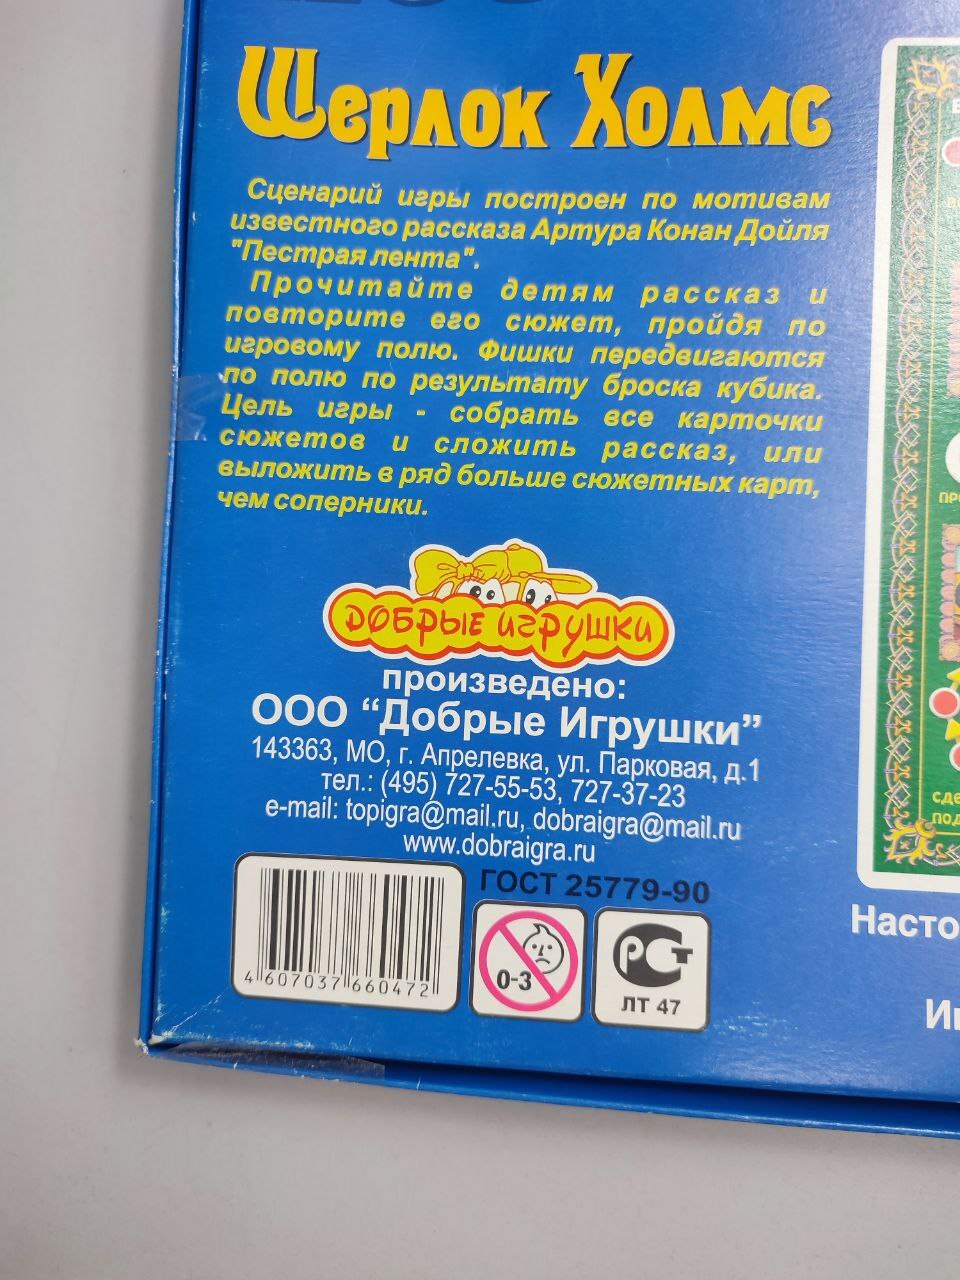 Шерлок Холмс
Сценарий игры построен по мотивам
известного рассказа Артура Конан Дойля
"Пестрая лента".
Прочитайте детям рассказ и
повторите его сюжет, пройдя по
игровому полю. Фишки передвигаются
по полю по результату броска кубика.
Цель игры - собрать все карточки
сюжетов и сложить рассказ, или
выложить в ряд больше сюжетных карт,
чем соперники.
ДОБРЫЕ ИГРУШКИ
произведено:
ООО “Добрые Игрушки”
143363, МО, г. Апрелевка, ул. Парковая, д.1
тел.: (495) 727-55-53, 727-37-23
e-mail: topigra@mail.ru, dobraigra@mail.ru
www.dobraigra.ru
ГОСТ 25779-90
4 607037 660472
0-3
РСТ
ЛТ 47